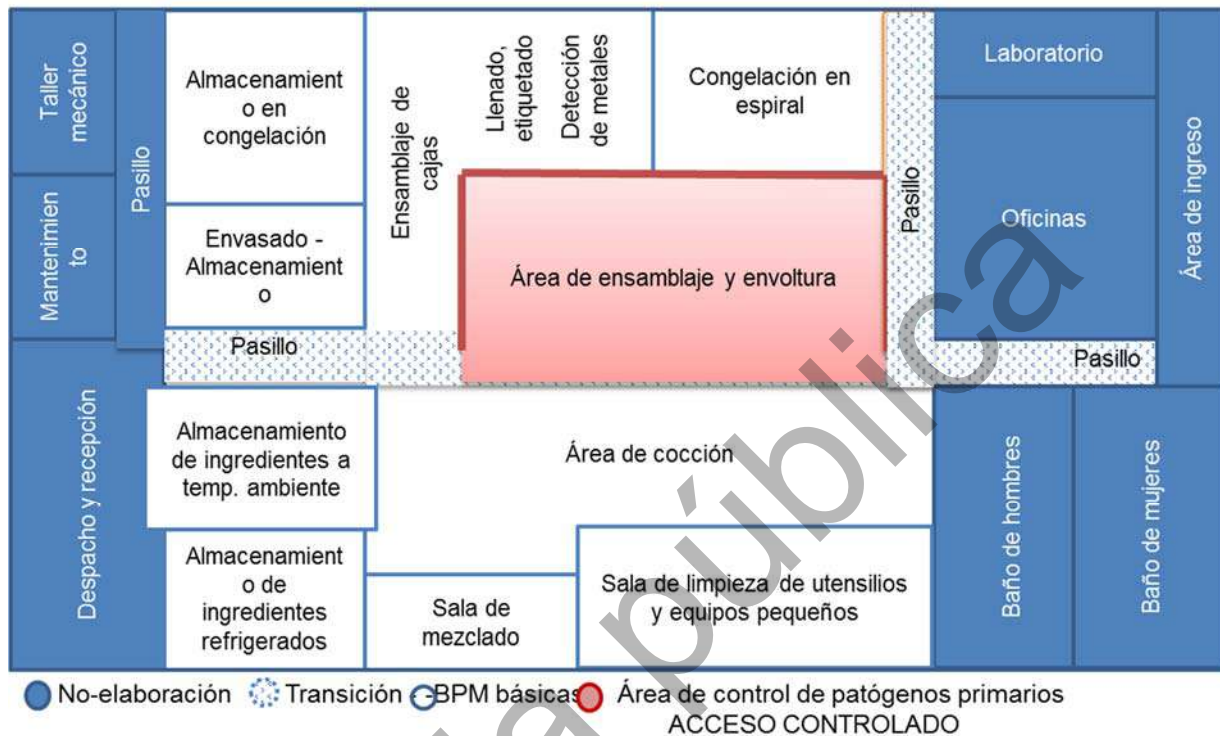 Taller
mecánico
Pasillo
Almacenamient
o en
congelación
Ensamblaje de
cajas
Llenado,
etiquetado
Detección
de metales
Congelación en
espiral
Pasillo
Laboratorio
Oficinas
Área de ingreso
Mantenimien
to
Envasado -
Almacenamient
o
Área de ensamblaje y envoltura
Pasillo
Pasillo
Despacho y recepción
Almacenamiento
de ingredientes a
temp. ambiente
Área de cocción
Baño de hombres
Baño de mujeres
Almacenamient
o de
ingredientes
refrigerados
Sala de
mezclado
Sala de limpieza de utensilios
y equipos pequeños
No-elaboración Transición - -BPM básicas Área de control de patógenos primarios
ACCESO CONTROLADO
pública